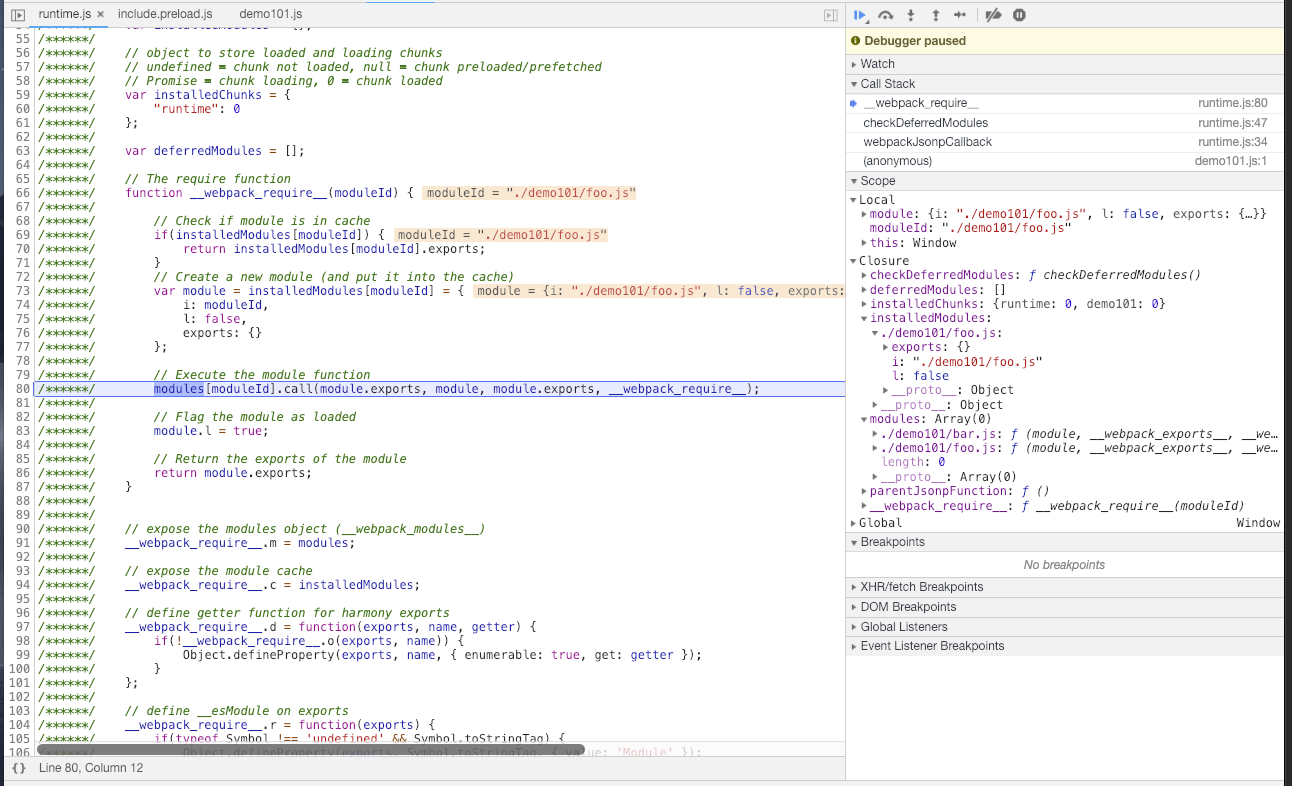 runtime.js × include.preload.js demo101.js
55 /******/
56 /******/ // object to store loaded and loading chunks
57 /******/ // undefined = chunk not loaded, null = chunk preloaded/prefetched
58 /******/ // Promise = chunk loading, 0 = chunk loaded
59 /******/ var installedChunks = {
60 /******/ "runtime": 0
61 /******/ };
62 /******/
63 /******/ var deferredModules = [];
64 /******/
65 /******/ // The require function
66 /******/ function __webpack_require__(moduleId) { moduleId = "./demo101/foo.js"
67 /******/
68 /******/ // Check if module is in cache
69 /******/ if(installedModules[moduleId]) { moduleId = "./demo101/foo.js"
70 /******/ return installedModules[moduleId].exports;
71 /******/ }
72 /******/ // Create a new module (and put it into the cache)
73 /******/ var module = installedModules[moduleId] = { module = {i: "./demo101/foo.js", l: false, exports:
74 /******/ i: moduleId,
75 /******/ l: false,
76 /******/ exports: {}
77 /******/ };
78 /******/
79 /******/ // Execute the module function
80 /******/ modules[moduleId].call(module.exports, module, module.exports, __webpack_require__);
81 /******/
82 /******/ // Flag the module as loaded
83 /******/ module.l = true;
84 /******/
85 /******/ // Return the exports of the module
86 /******/ return module.exports;
87 /******/ }
88 /******/
89 /******/
90 /******/ // expose the modules object (__webpack_modules__)
91 /******/ __webpack_require__.m = modules;
92 /******/
93 /******/ // expose the module cache
94 /******/ __webpack_require__.c = installedModules;
95 /******/
96 /******/ // define getter function for harmony exports
97 /******/ __webpack_require__.d = function(exports, name, getter) {
98 /******/ if(!__webpack_require__.o(exports, name)) {
99 /******/ Object.defineProperty(exports, name, { enumerable: true, get: getter });
100 /******/ }
101 /******/ };
102 /******/
103 /******/ // define __esModule on exports
104 /******/ __webpack_require__.r = function(exports) {
105 /******/ if(typeof Symbol !== 'undefined' && Symbol.toStringTag) {
106 /******/ Object.defineProperty(exports, Symbol.toStringTag, { value: 'Module' });
{} Line 80, Column 12
Debugger paused
Watch
Call Stack
__webpack_require__ runtime.js:80
checkDeferredModules runtime.js:47
webpackJsonpCallback runtime.js:34
(anonymous) demo101.js:1
Scope
Local
module: {i: "./demo101/foo.js", l: false, exports: {…}}
moduleId: "./demo101/foo.js"
this: Window
Closure
checkDeferredModules: ƒ checkDeferredModules()
deferredModules: []
installedChunks: {runtime: 0, demo101: 0}
installedModules:
./demo101/foo.js:
exports: {}
i: "./demo101/foo.js"
l: false
__proto__: Object
__proto__: Object
modules: Array(0)
./demo101/bar.js: ƒ (module, __webpack_exports__, __we…
./demo101/foo.js: ƒ (module, __webpack_exports__, __we…
length: 0
__proto__: Array(0)
parentJsonpFunction: ƒ ()
__webpack_require__: ƒ __webpack_require__(moduleId)
Global Window
Breakpoints
No breakpoints
XHR/fetch Breakpoints
DOM Breakpoints
Global Listeners
Event Listener Breakpoints